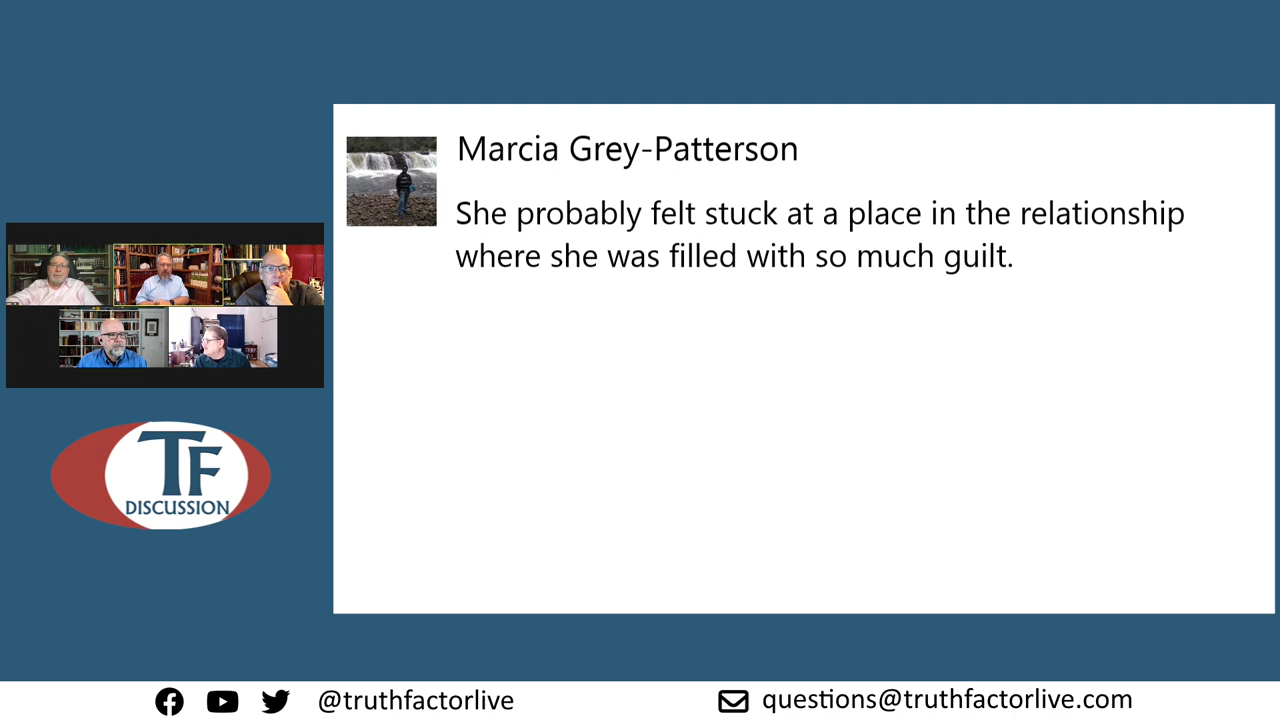 Marcia Grey-Patterson
She probably felt stuck at a place in the relationship
where she was filled with so much guilt.
TF
DISCUSSION
@truthfactorlive
questions@truthfactorlive.com